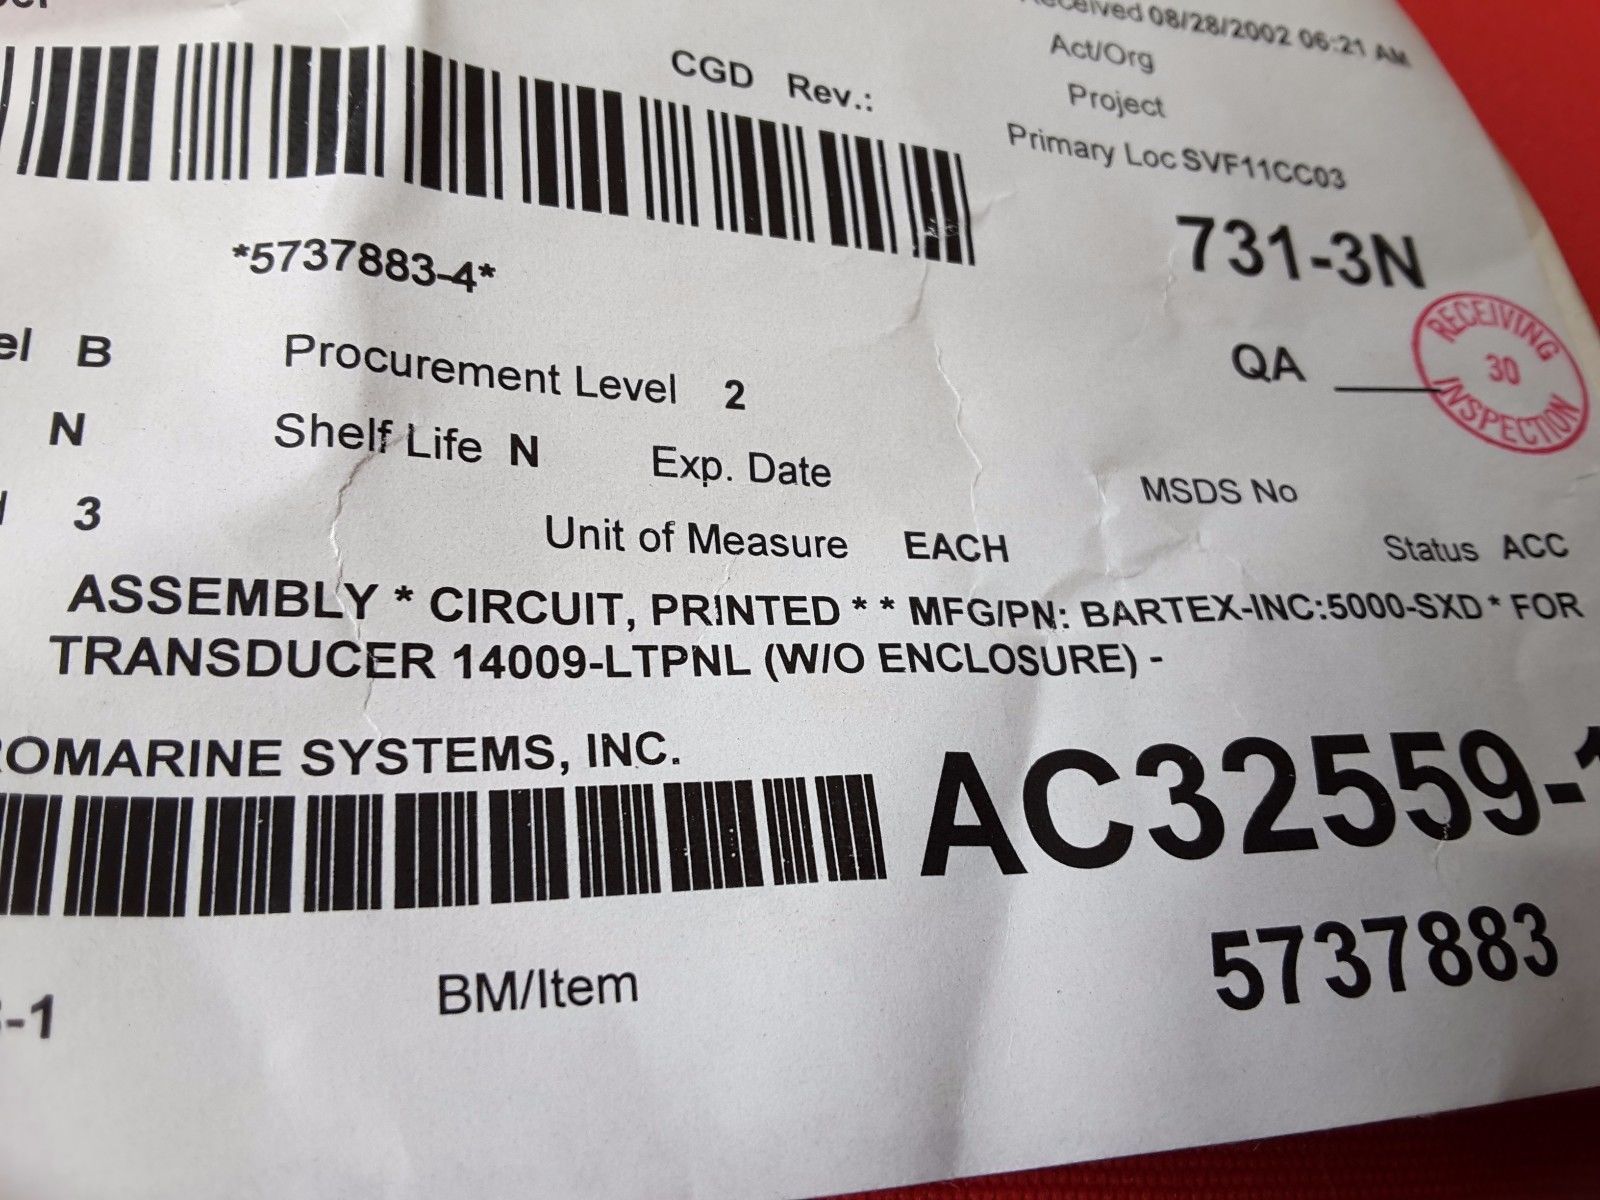 Received 08/28/2002 06:21 AM
CGD Rev.:
Act/Org
Project
Primary Loc SVF11CC03
*5737883-4*
731-3N
RECEIVING
30
INSPECTION
QA
B Procurement Level 2
N Shelf Life N Exp. Date
MSDS No
3
Unit of Measure EACH
Status ACC
ASSEMBLY * CIRCUIT, PRINTED * * MFG/PN: BARTEX-INC:5000-SXD * FOR
TRANSDUCER 14009-LTPNL (W/O ENCLOSURE) -
ROMARINE SYSTEMS, INC.
AC32559-1
5737883
-1
BM/Item